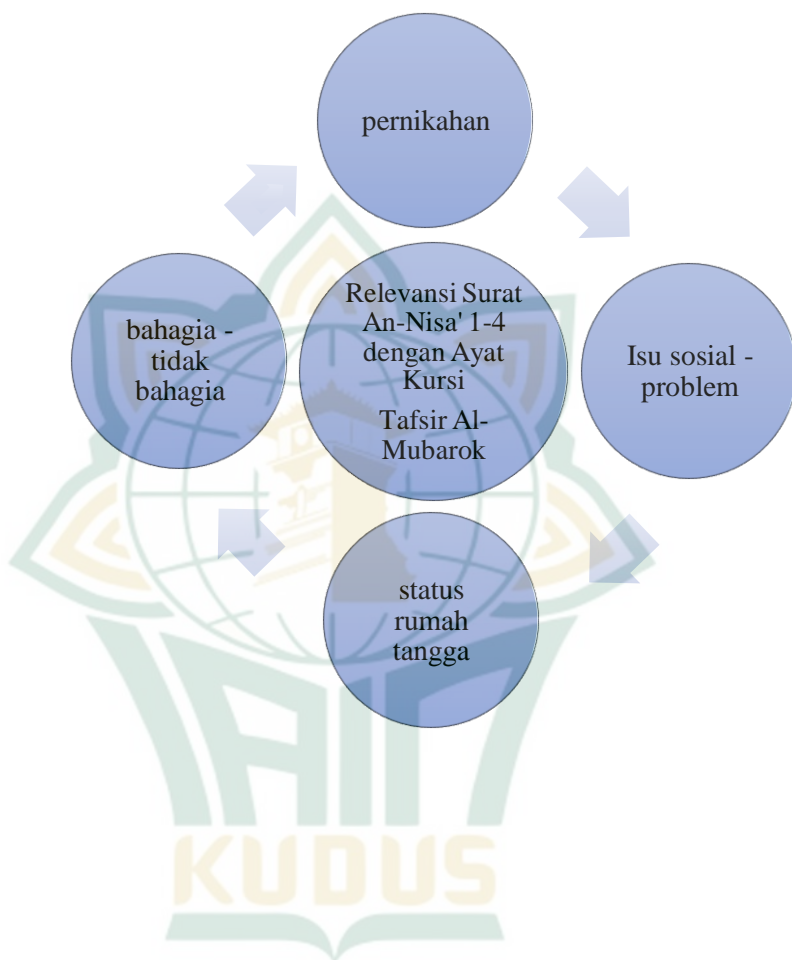 pernikahan
Relevansi Surat
An-Nisa' 1-4
dengan Ayat
Kursi
Tafsir Al-
Mubarok
Isu sosial -
problem
status
rumah
tangga
bahagia -
tidak
bahagia
IAIN
KUDUS